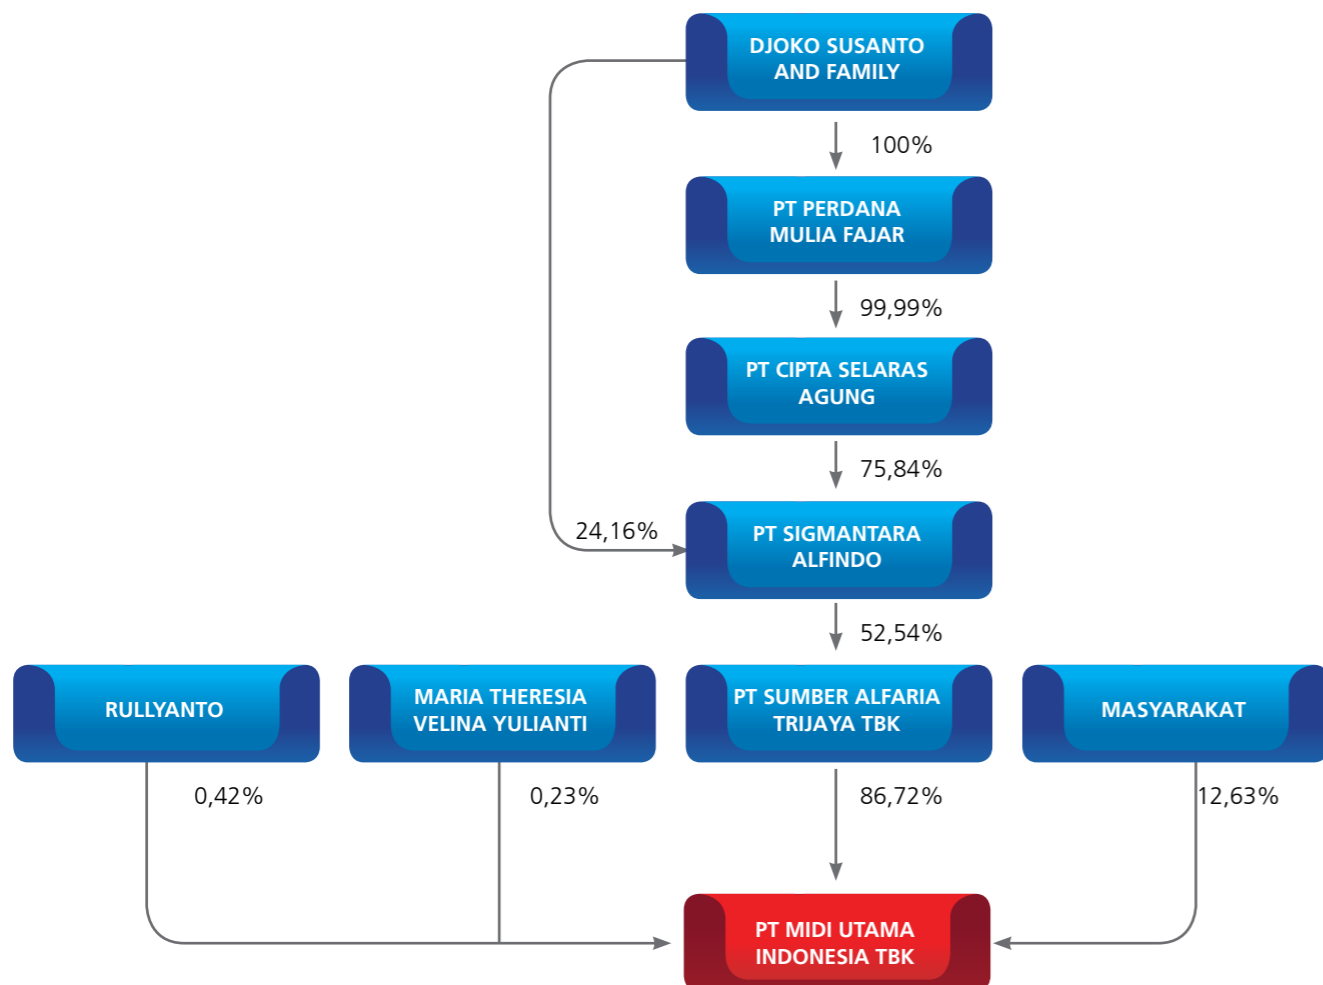 DJOKO SUSANTO
AND FAMILY
100%
PT PERDANA
MULIA FAJAR
99,99%
PT CIPTA SELARAS
AGUNG
75,84%
24,16%
PT SIGMANTARA
ALFINDO
52,54%
RULLYANTO
MARIA THERESIA
VELINA YULIANTI
PT SUMBER ALFARIA
TRIJAYA TBK
MASYARAKAT
0,42%
0,23%
86,72%
12,63%
PT MIDI UTAMA
INDONESIA TBK